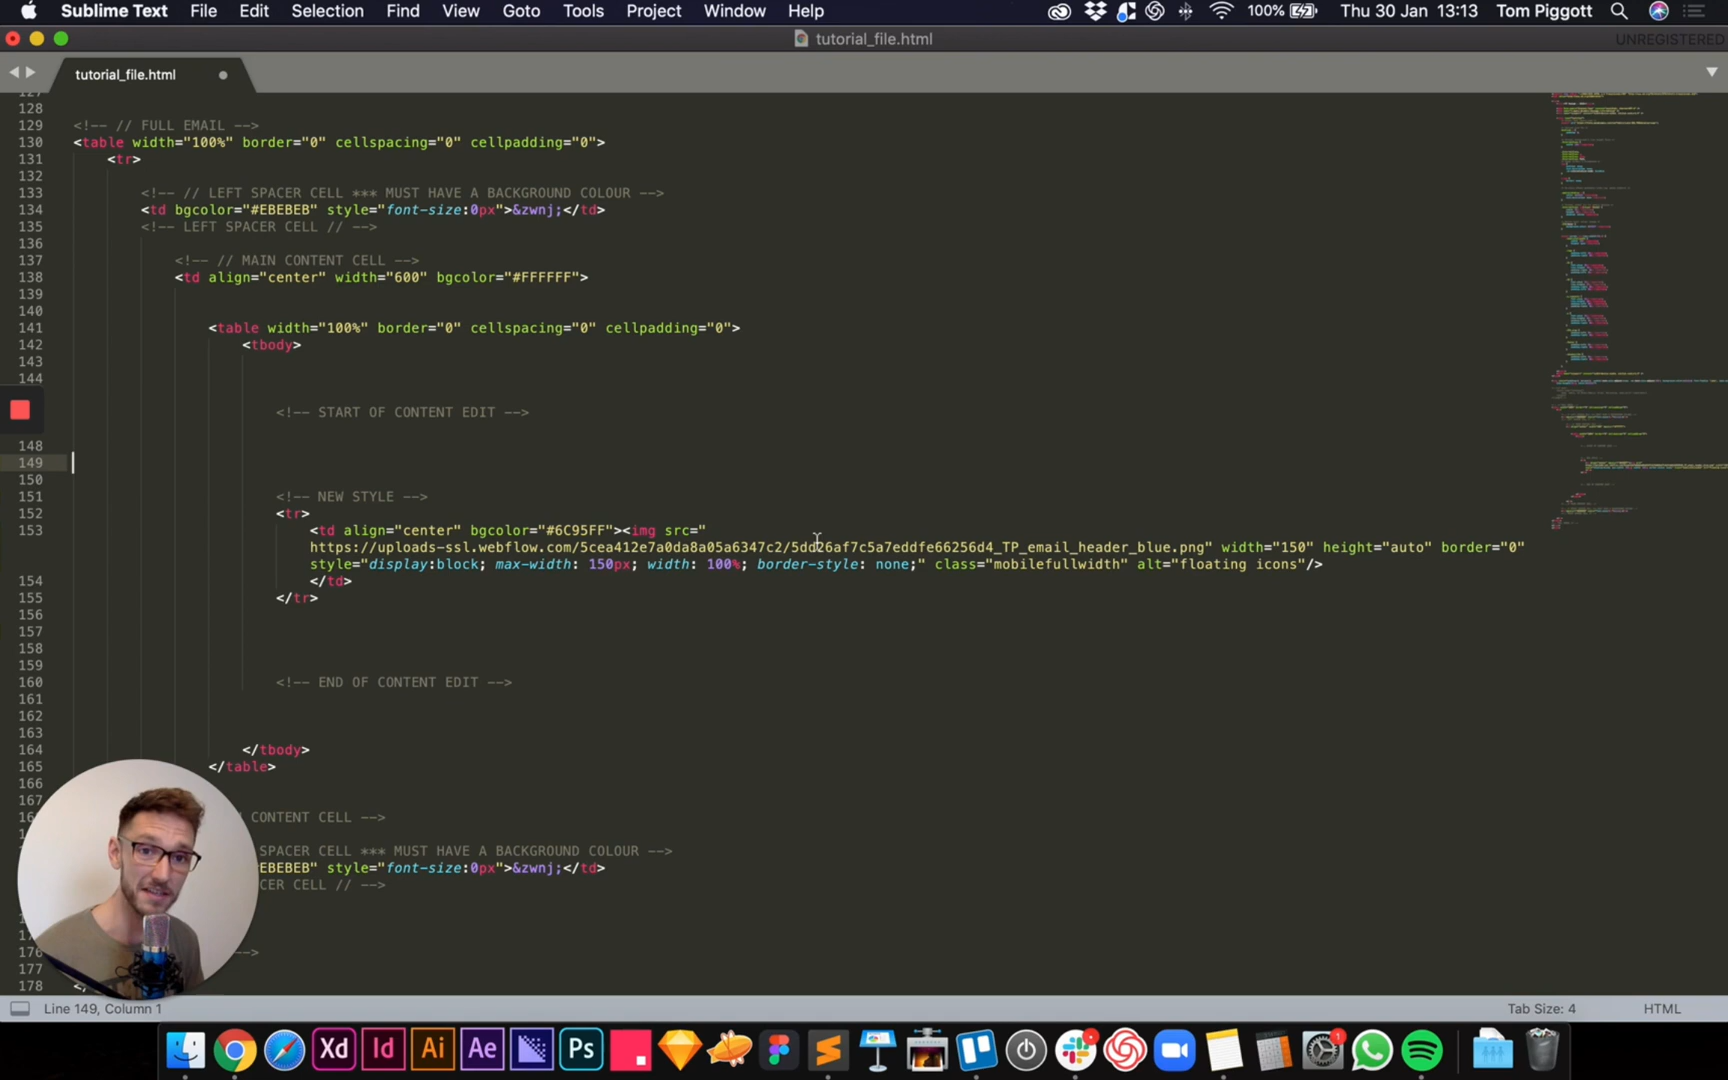 Sublime Text File Edit Selection Find View Goto Tools Project Window Help 100% Thu 30 Jan 13:13 Tom Piggott
tutorial_file.html UNREGISTERED
tutorial_file.html
127
128
129 <!-- // FULL EMAIL -->
130 <table width="100%" border="0" cellspacing="0" cellpadding="0">
131 <tr>
132
133 <!-- // LEFT SPACER CELL *** MUST HAVE A BACKGROUND COLOUR -->
134 <td bgcolor="#EBEBEB" style="font-size:0px">&zwnj;</td>
135 <!-- LEFT SPACER CELL // -->
136
137 <!-- // MAIN CONTENT CELL -->
138 <td align="center" width="600" bgcolor="#FFFFFF">
139
140
141 <table width="100%" border="0" cellspacing="0" cellpadding="0">
142 <tbody>
143
144
<!-- START OF CONTENT EDIT -->
148
149
150
151 <!-- NEW STYLE -->
152 <tr>
153 <td align="center" bgcolor="#6C95FF"><img src="
https://uploads-ssl.webflow.com/5cea412e7a0da8a05a6347c2/5dd26af7c5a7eddfe66256d4_TP_email_header_blue.png" width="150" height="auto" border="0"
style="display:block; max-width: 150px; width: 100%; border-style: none;" class="mobilefullwidth" alt="floating icons"/>
154 </td>
155 </tr>
156
157
158
159
160 <!-- END OF CONTENT EDIT -->
161
162
163
164 </tbody>
165 </table>
166
167
CONTENT CELL -->
SPACER CELL *** MUST HAVE A BACKGROUND COLOUR -->
EBEBEB" style="font-size:0px">&zwnj;</td>
CER CELL // -->
176 -->
177
178
Line 149, Column 1 Tab Size: 4 HTML
Xd Id Ai Ae Ps